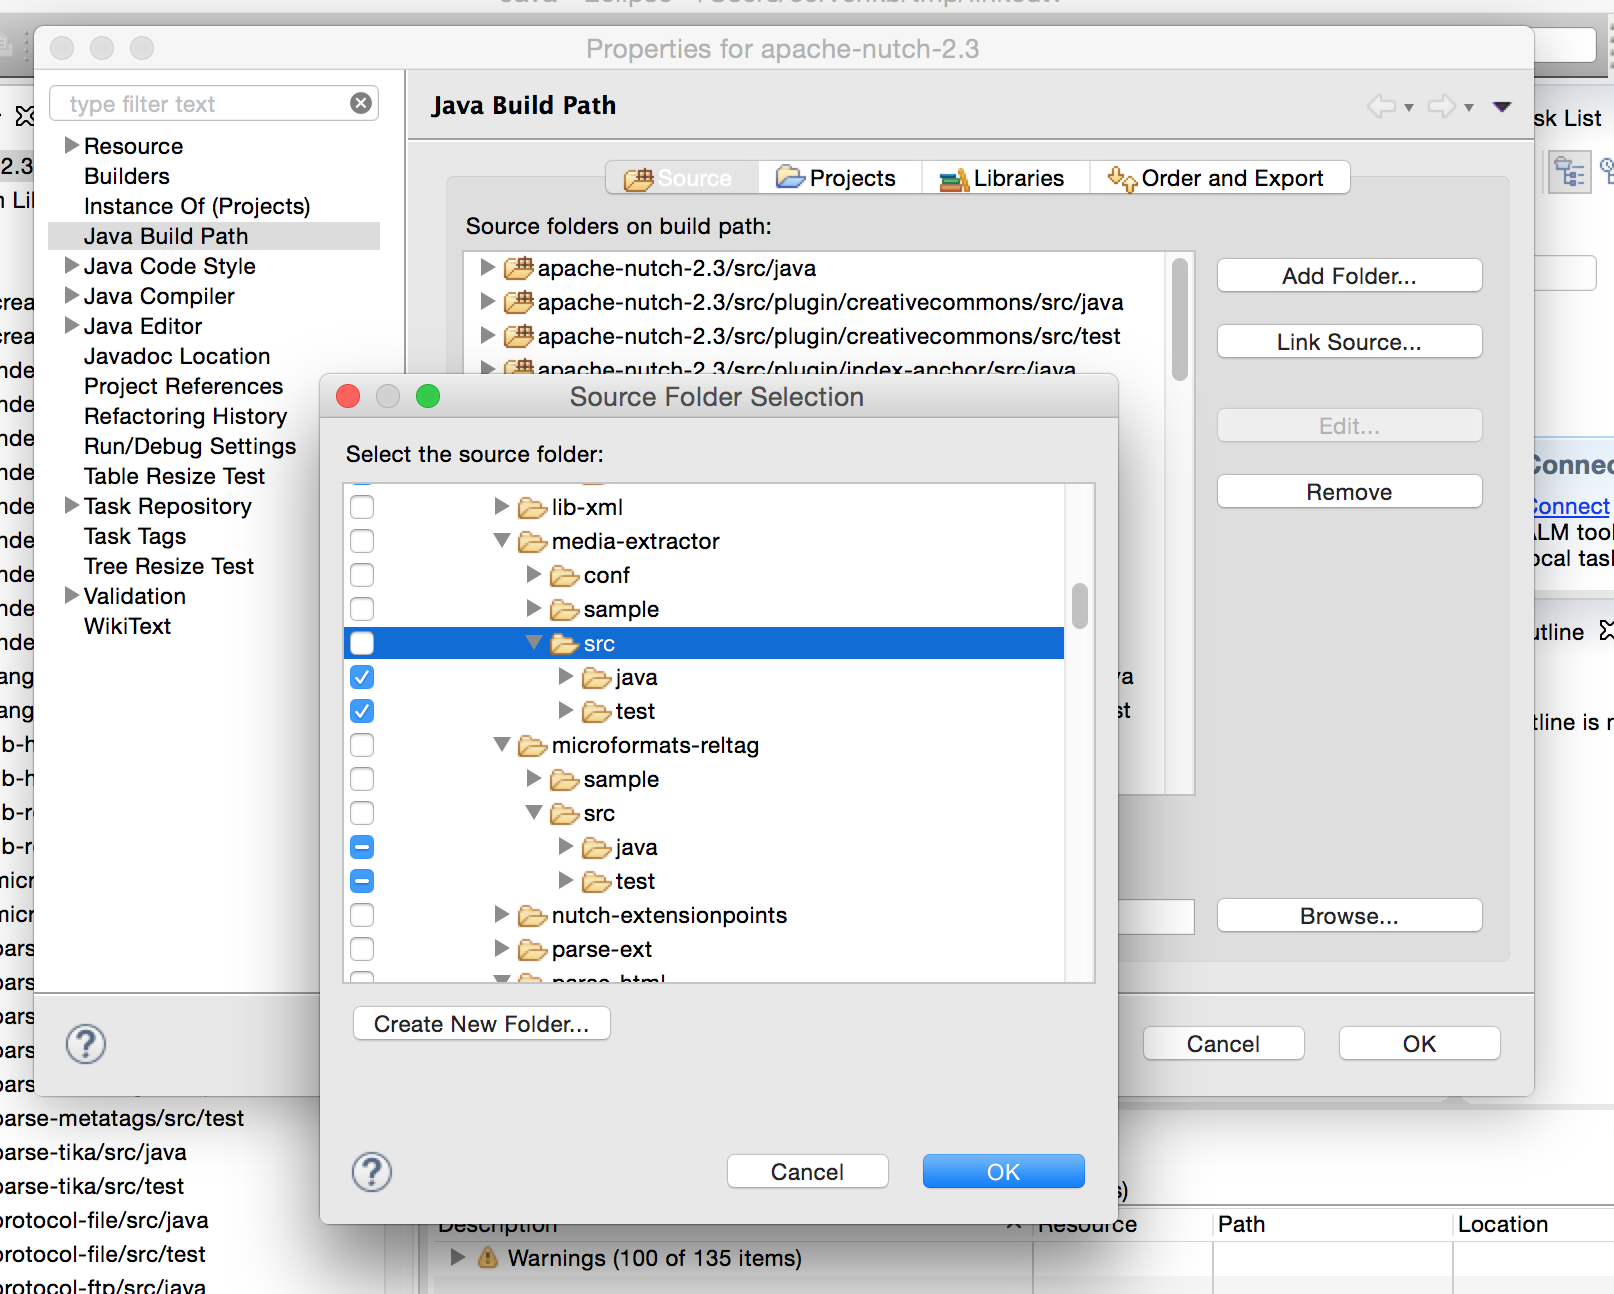 Properties for apache-nutch-2.3
type filter text
Resource
Builders
Instance Of (Projects)
Java Build Path
Java Code Style
Java Compiler
Java Editor
Javadoc Location
Project References
Refactoring History
Run/Debug Settings
Table Resize Test
Task Repository
Task Tags
Tree Resize Test
Validation
WikiText
Java Build Path
Source
Projects
Libraries
Order and Export
Source folders on build path:
apache-nutch-2.3/src/java
apache-nutch-2.3/src/plugin/creativecommons/src/java
apache-nutch-2.3/src/plugin/creativecommons/src/test
apache-nutch-2.3/src/plugin/index-anchor/src/java
Add Folder...
Link Source...
Edit...
Remove
Browse...
Cancel
OK
Source Folder Selection
Select the source folder:
lib-xml
media-extractor
conf
sample
src
java
test
microformats-reltag
sample
src
java
test
nutch-extensionpoints
parse-ext
parse-html
Create New Folder...
Cancel
OK
sk List
Connec
Connect
ALM tool
ocal task
utline
tline is r
2.3
n Lil
parse-metatags/src/test
parse-tika/src/java
parse-tika/src/test
protocol-file/src/java
protocol-file/src/test
protocol-ftp/src/java
Description
Resource
Path
Location
Warnings (100 of 135 items)